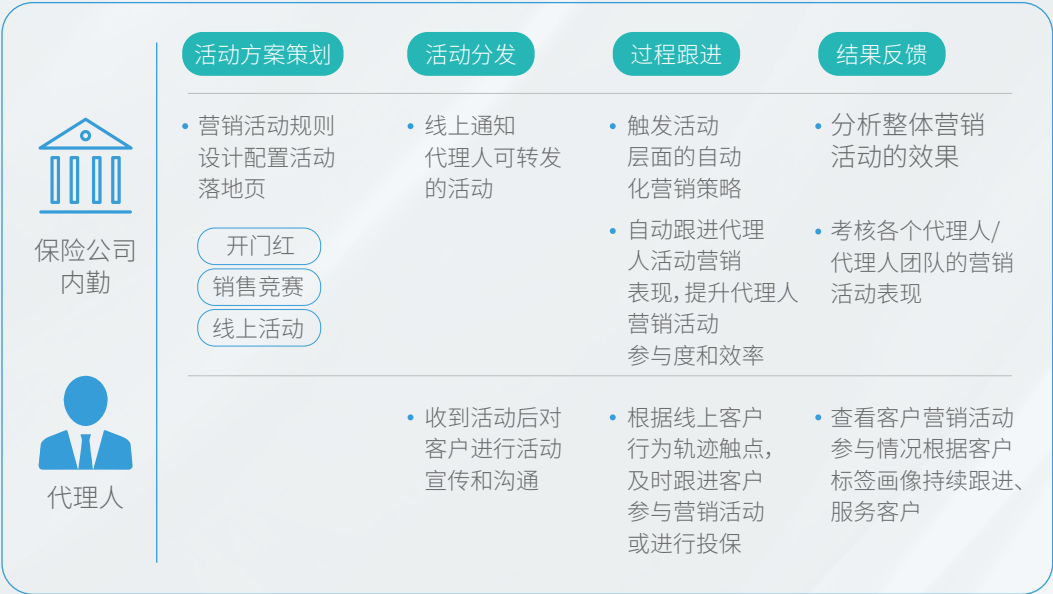 活动方案策划
活动分发
过程跟进
结果反馈
保险公司
内勤
• 营销活动规则
设计配置活动
落地页
开门红
销售竞赛
线上活动
• 线上通知
代理人可转发
的活动
• 触发活动
层面的自动
化营销策略
• 自动跟进代理
人活动营销
表现，提升代理人
营销活动
参与度和效率
• 分析整体营销
活动的效果
• 考核各个代理人/
代理人团队的营销
活动表现
代理人
• 收到活动后对
客户进行活动
宣传和沟通
• 根据线上客户
行为轨迹触点，
及时跟进客户
参与营销活动
或进行投保
• 查看客户营销活动
参与情况根据客户
标签画像持续跟进、
服务客户